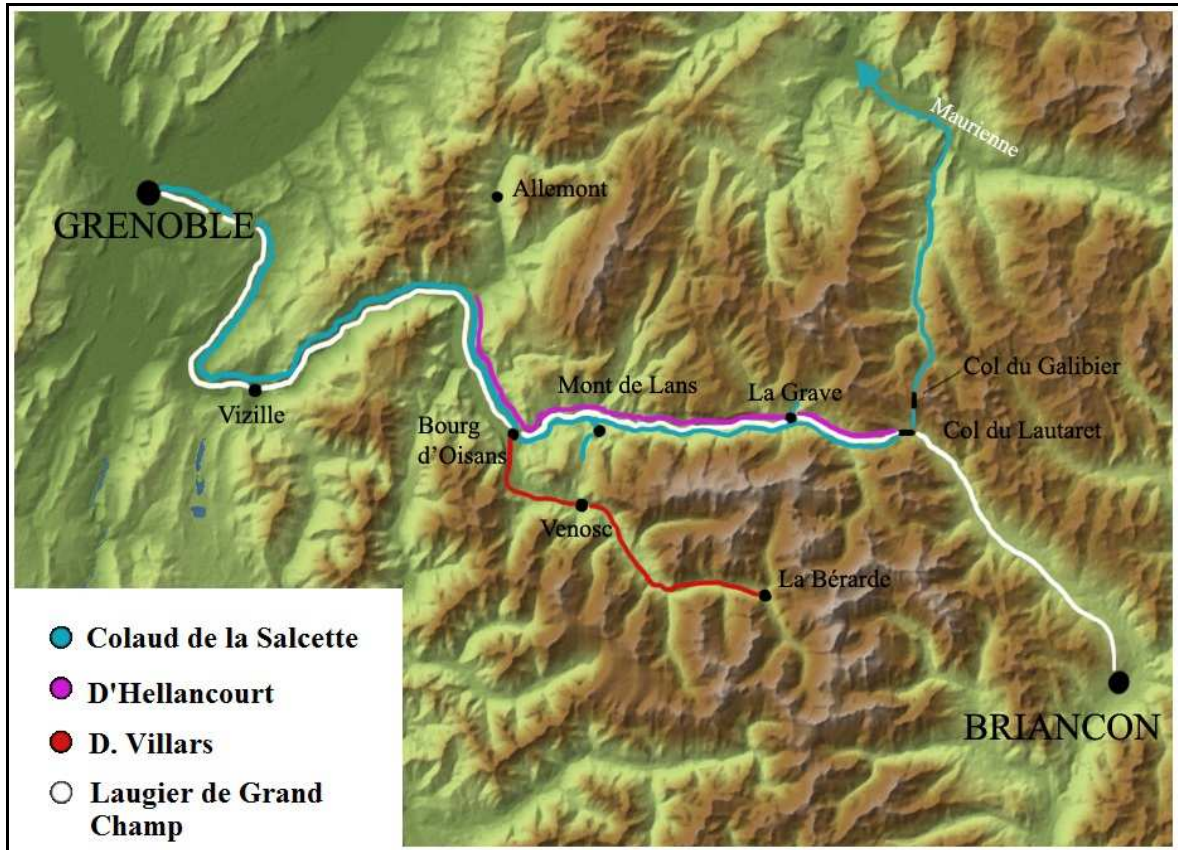 Maurienne
Allemont
GRENOBLE
Col du Galibier
Mont de Lans
La Grave
Vizille
Bourg
d'Oisans
Col du Lautaret
Venosc
La Bérarde
BRIANCON
Colaud de la Salcette
D'Hellancourt
D. Villars
Laugier de Grand
Champ